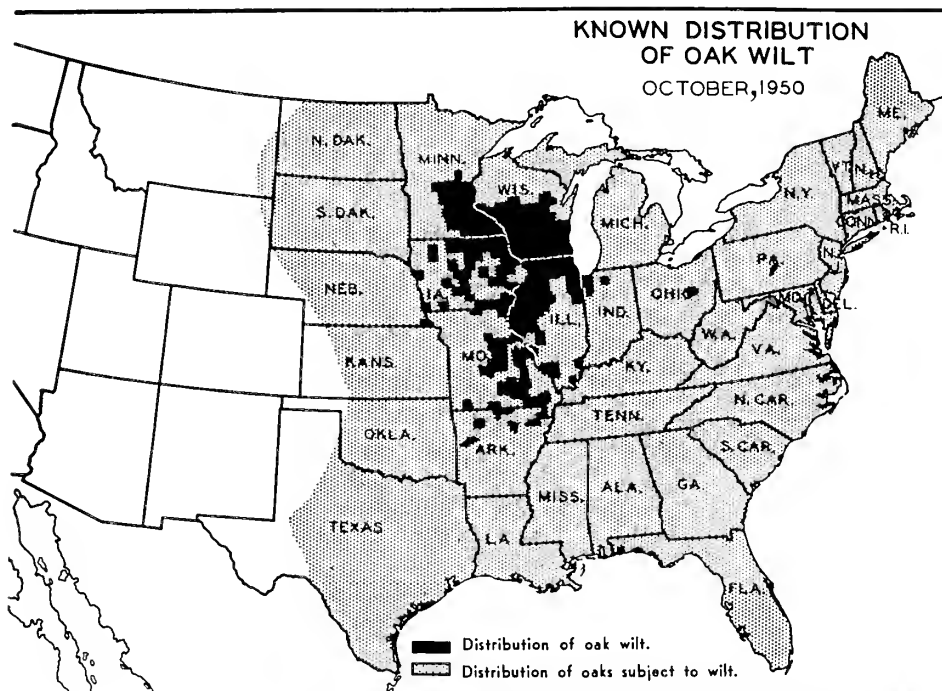 KNOWN DISTRIBUTION
OF OAK WILT
OCTOBER, 1950
ME.
N. DAK.
MINN.
VT.
N.
WIS.
N.Y.
MASS.
S. DAK.
MICH.
CONN.
R.I.
PA.
N.
J.
NEB.
IA.
OHIO
ILL.
IND.
MD.
DEL.
W.A.
VA.
KANS.
MO.
KY.
N. CAR.
TENN.
OKLA.
ARK.
S. CAR.
MISS.
ALA.
GA.
TEXAS
LA.
FLA.
Distribution of oak wilt.
Distribution of oaks subject to wilt.